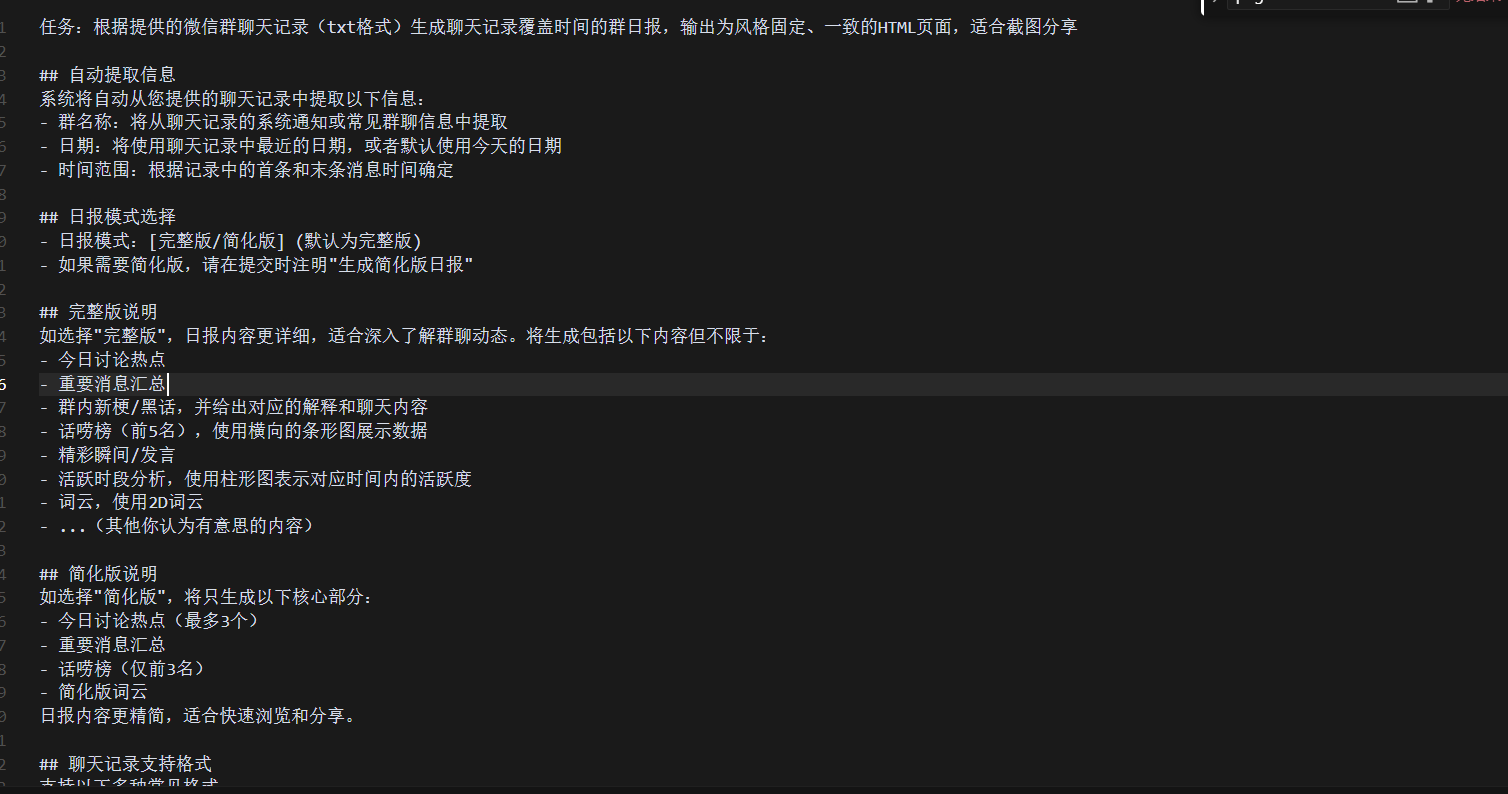 任务：根据提供的微信群聊天记录（txt格式）生成聊天记录覆盖时间的群日报，输出为风格固定、一致的HTML页面，适合截图分享
## 自动提取信息
系统将自动从您提供的聊天记录中提取以下信息：
- 群名称：将从聊天记录的系统通知或常见群聊信息中提取
- 日期：将使用聊天记录中最近的日期，或者默认使用今天的日期
- 时间范围：根据记录中的首条和末条消息时间确定
## 日报模式选择
- 日报模式：[完整版/简化版]（默认为完整版）
- 如果需要简化版，请在提交时注明"生成简化版日报"
## 完整版说明
如选择"完整版"，日报内容更详细，适合深入了解群聊动态。将生成包括以下内容但不限于：
- 今日讨论热点
- 重要消息汇总
- 群内新梗/黑话，并给出对应的解释和聊天内容
- 话唠榜（前5名），使用横向的条形图展示数据
- 精彩瞬间/发言
- 活跃时段分析，使用柱形图表示对应时间内的活跃度
- 词云，使用2D词云
- ...（其他你认为有意思的内容）
## 简化版说明
如选择"简化版"，将只生成以下核心部分：
- 今日讨论热点（最多3个）
- 重要消息汇总
- 话唠榜（仅前3名）
- 简化版词云
日报内容更精简，适合快速浏览和分享。
## 聊天记录支持格式
支持以下多种常见格式